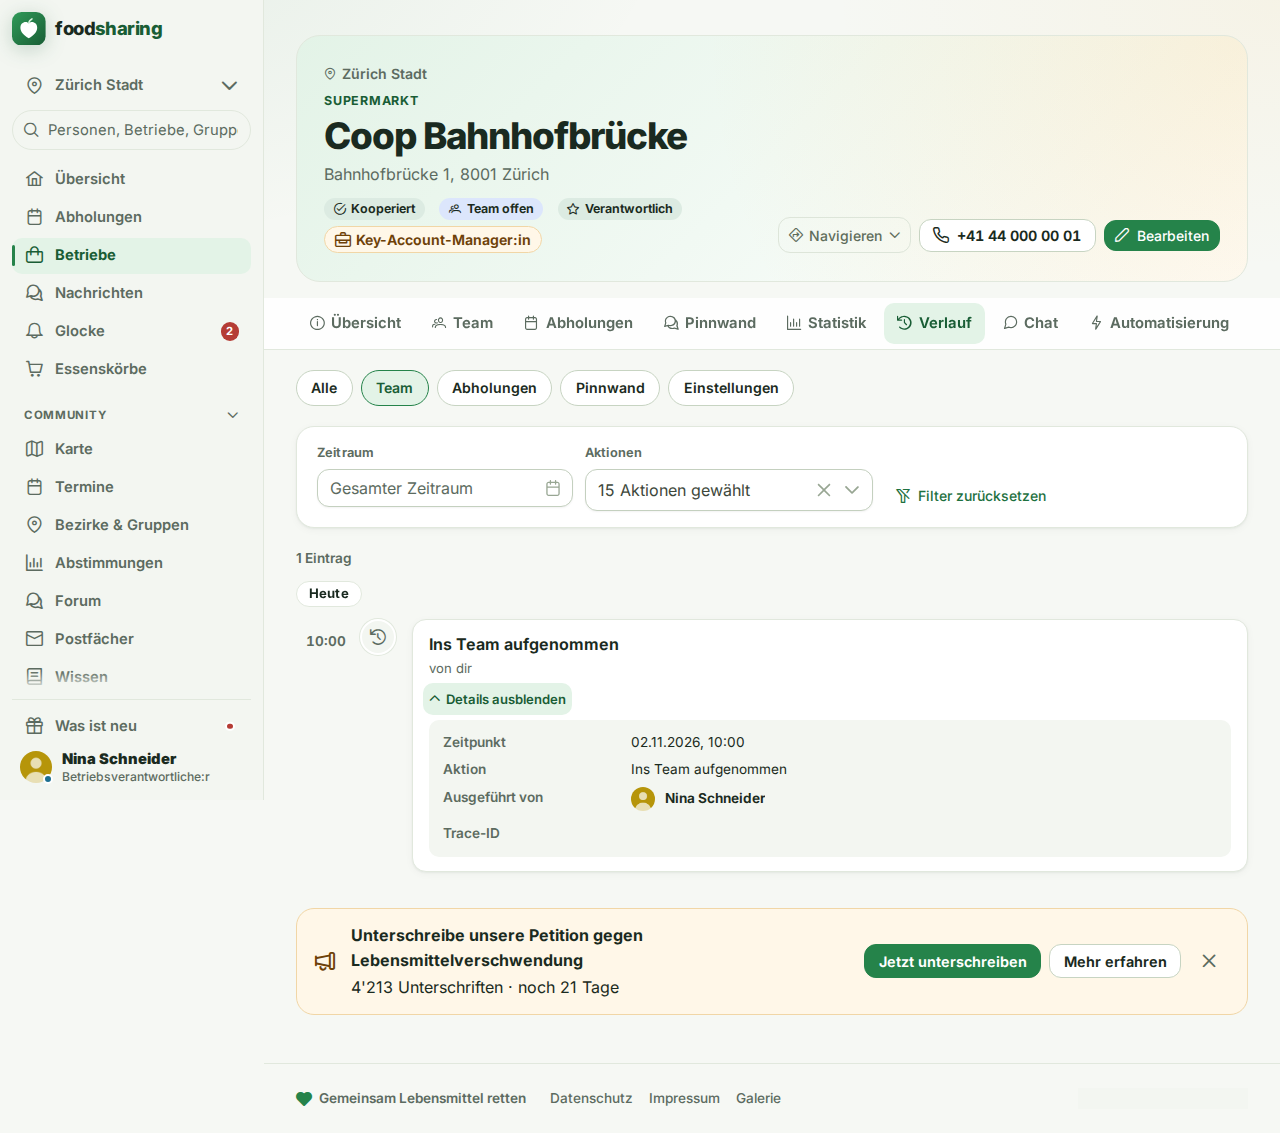 foodsharing
Zürich Stadt
Personen, Betriebe, Grupp
Übersicht
Abholungen
Betriebe
Nachrichten
Glocke 2
Essenskörbe
COMMUNITY
Karte
Termine
Bezirke & Gruppen
Abstimmungen
Forum
Postfächer
Wissen
Was ist neu
Nina Schneider
Betriebsverantwortliche:r
Zürich Stadt
SUPERMARKT
Coop Bahnhofbrücke
Bahnhofbrücke 1, 8001 Zürich
Kooperiert Team offen Verantwortlich
Key-Account-Manager:in
Navigieren +41 44 000 00 01 Bearbeiten
Übersicht Team Abholungen Pinnwand Statistik Verlauf Chat Automatisierung
Alle Team Abholungen Pinnwand Einstellungen
Zeitraum Aktionen
Gesamter Zeitraum 15 Aktionen gewählt Filter zurücksetzen
1 Eintrag
Heute
10:00 Ins Team aufgenommen
von dir
Details ausblenden
Zeitpunkt 02.11.2026, 10:00
Aktion Ins Team aufgenommen
Ausgeführt von Nina Schneider
Trace-ID
Unterschreibe unsere Petition gegen
Lebensmittelverschwendung
4'213 Unterschriften · noch 21 Tage
Jetzt unterschreiben Mehr erfahren
Gemeinsam Lebensmittel retten Datenschutz Impressum Galerie